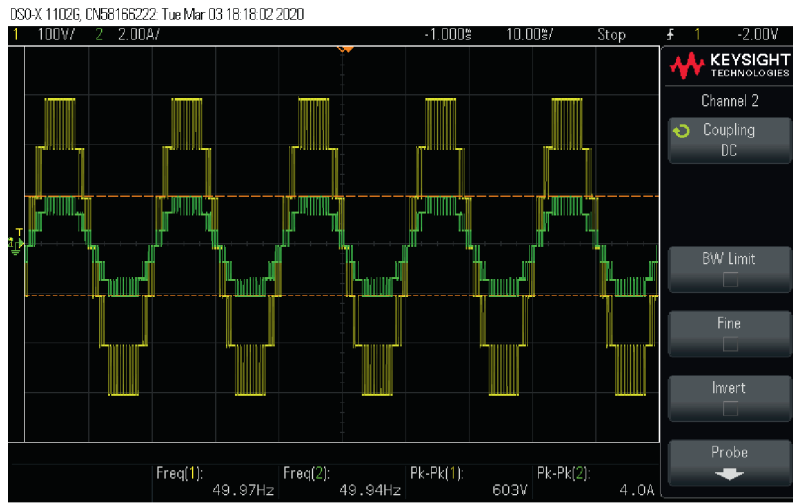 DSO-X 1102G, CN58166222: Tue Mar 03 18:18:02 2020
1 100V/ 2 2.00A/ -1.000s 10.00s/ Stop 1 -2.00V
KEYSIGHT
TECHNOLOGIES
Channel 2
Coupling
DC
T
BW Limit
Fine
Invert
Probe
Freq(1): Freq(2): Pk-Pk(1): Pk-Pk(2):
49.97Hz 49.94Hz 603V 4.0A